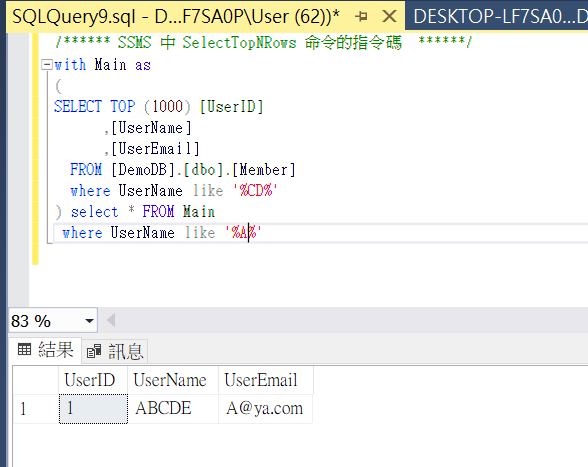 SQLQuery9.sql - D...F7SA0P\User (62))*
DESKTOP-LF7SA0...D
/****** SSMS 中 SelectTopNRows 命令的指令碼  ******/
with Main as
(
SELECT TOP (1000) [UserID]
,[UserName]
,[UserEmail]
FROM [DemoDB].[dbo].[Member]
where UserName like '%CD%'
) select * FROM Main
where UserName like '%A%'
83 %
結果 訊息
UserID UserName UserEmail
1 1 ABCDE A@ya.com